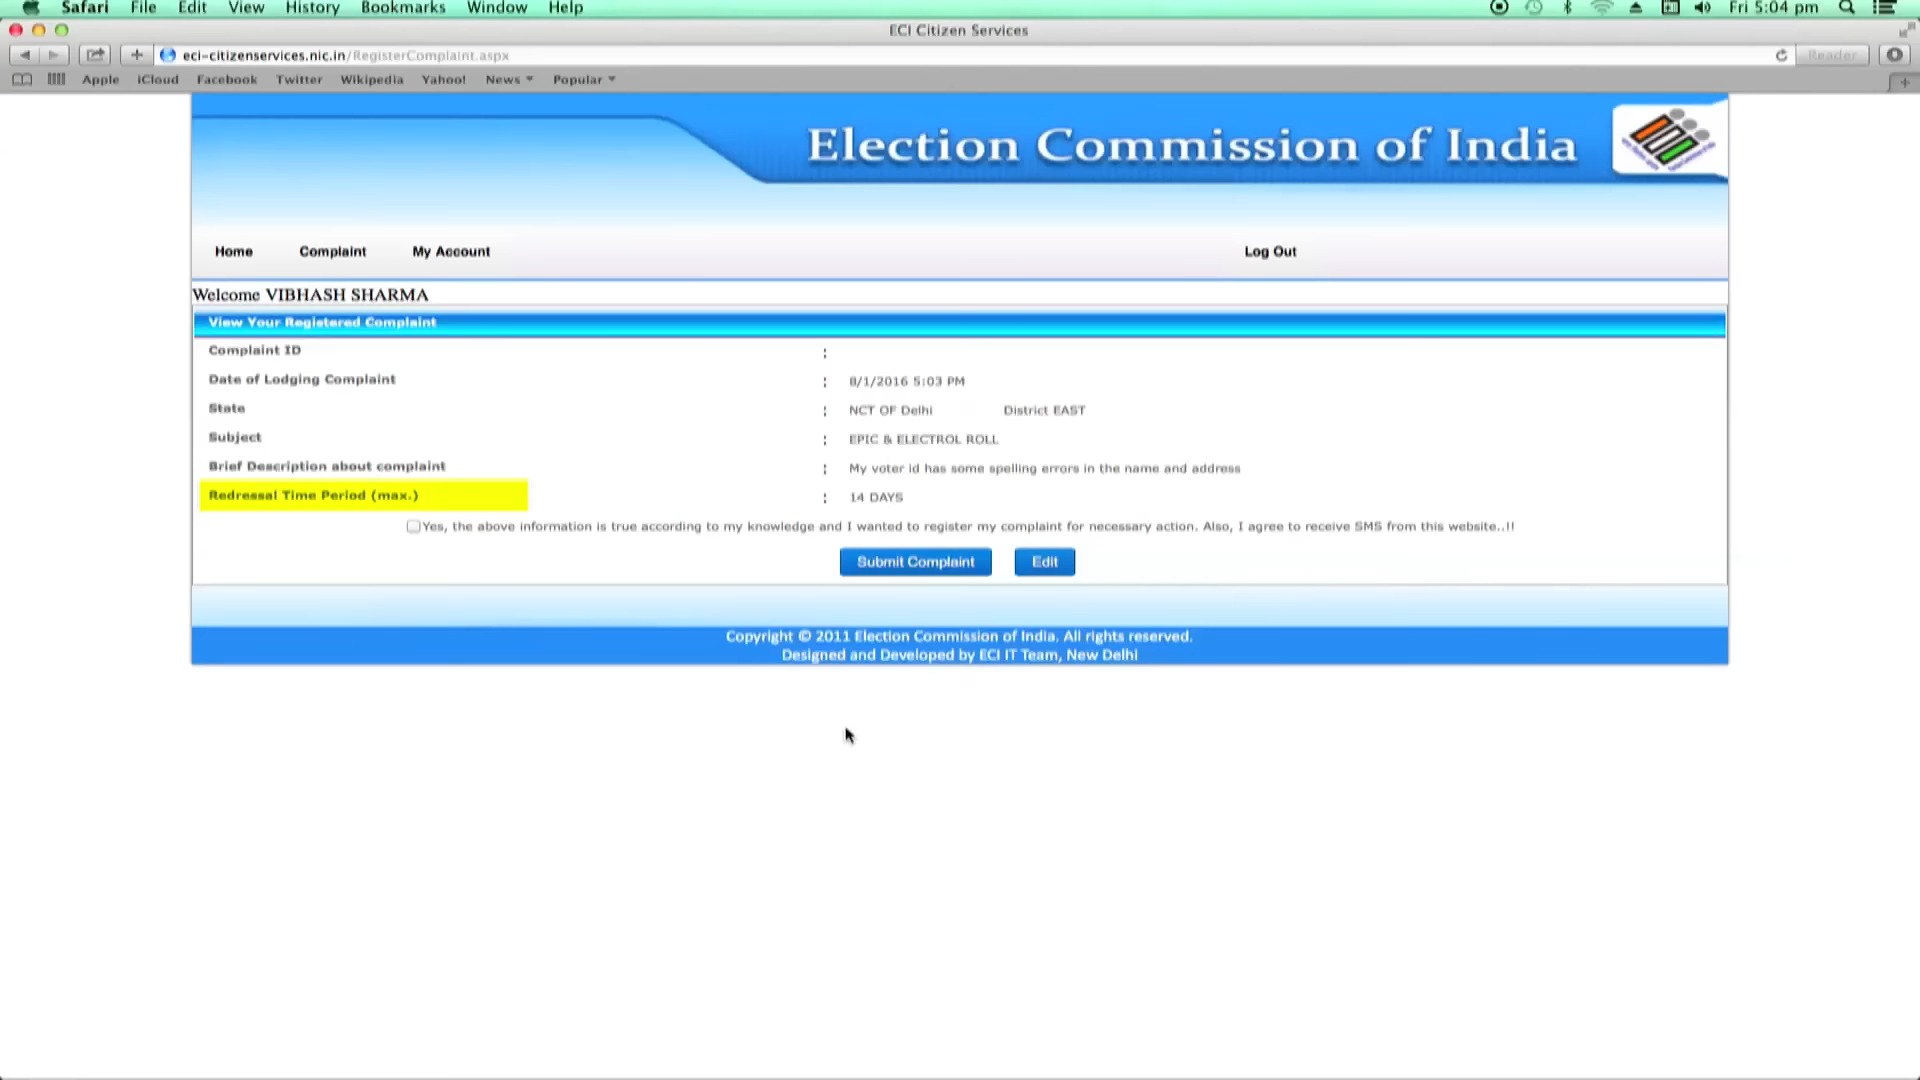 Safari File Edit View History Bookmarks Window Help Fri 5:04 pm
ECI Citizen Services
eci-citizenservices.nic.in/RegisterComplaint.aspx Reader
Apple iCloud Facebook Twitter Wikipedia Yahoo! News Popular
Election Commission of India
Home Complaint My Account Log Out
Welcome VIBHASH SHARMA
View Your Registered Complaint
Complaint ID :
Date of Lodging Complaint : 8/1/2016 5:03 PM
State : NCT OF Delhi District EAST
Subject : EPIC & ELECTROL ROLL
Brief Description about complaint : My voter id has some spelling errors in the name and address
Redressal Time Period (max.) : 14 DAYS
Yes, the above information is true according to my knowledge and I wanted to register my complaint for necessary action. Also, I agree to receive SMS from this website..!!
Submit Complaint Edit
Copyright © 2011 Election Commission of India. All rights reserved.
Designed and Developed by ECI IT Team, New Delhi